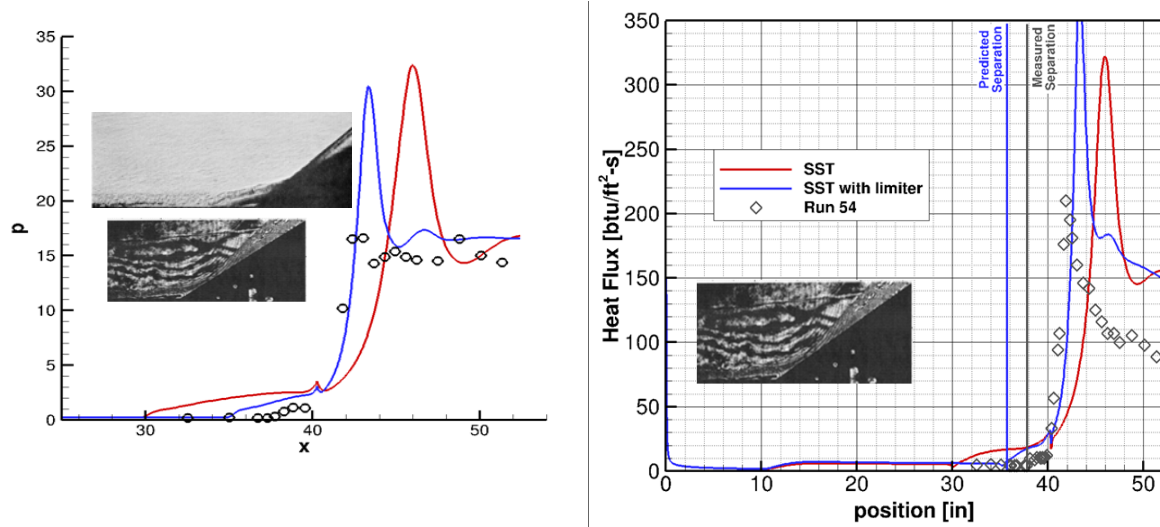 35
30
25
20
15
10
5
0
p
30
40
50
x
350
300
250
200
150
100
50
0
Heat Flux [btu/ft²-s]
Predicted
Separation
Measured
Separation
SST
SST with limiter
Run 54
0
10
20
30
40
50
position [in]